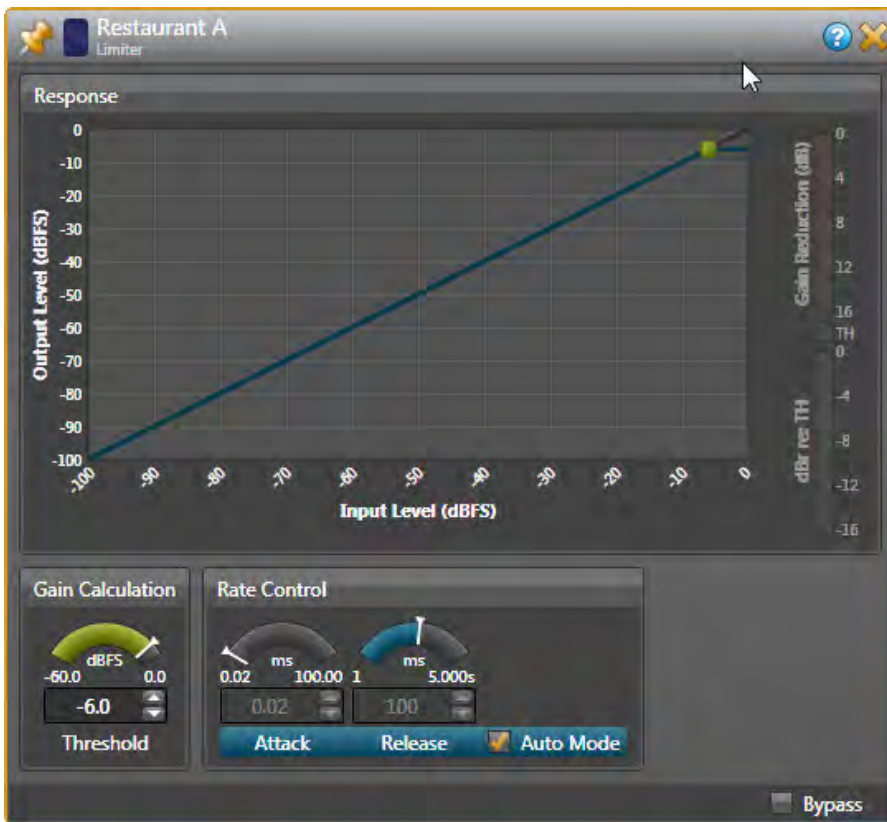 Restaurant A
Limiter
?
Response
Output Level (dBFS)
0
-10
-20
-30
-40
-50
-60
-70
-80
-90
-100
-100
-90
-80
-70
-60
-50
-40
-30
-20
-10
0
Input Level (dBFS)
Gain Reduction (dB)
0
4
8
12
16
TH
0
-4
-8
-12
-16
dBr re: TH
Gain Calculation
dBFS
-60.0 0.0
-6.0
Threshold
Rate Control
ms
0.02 100.00
0.02
Attack
ms
1 5.000s
100
Release
Auto Mode
Bypass